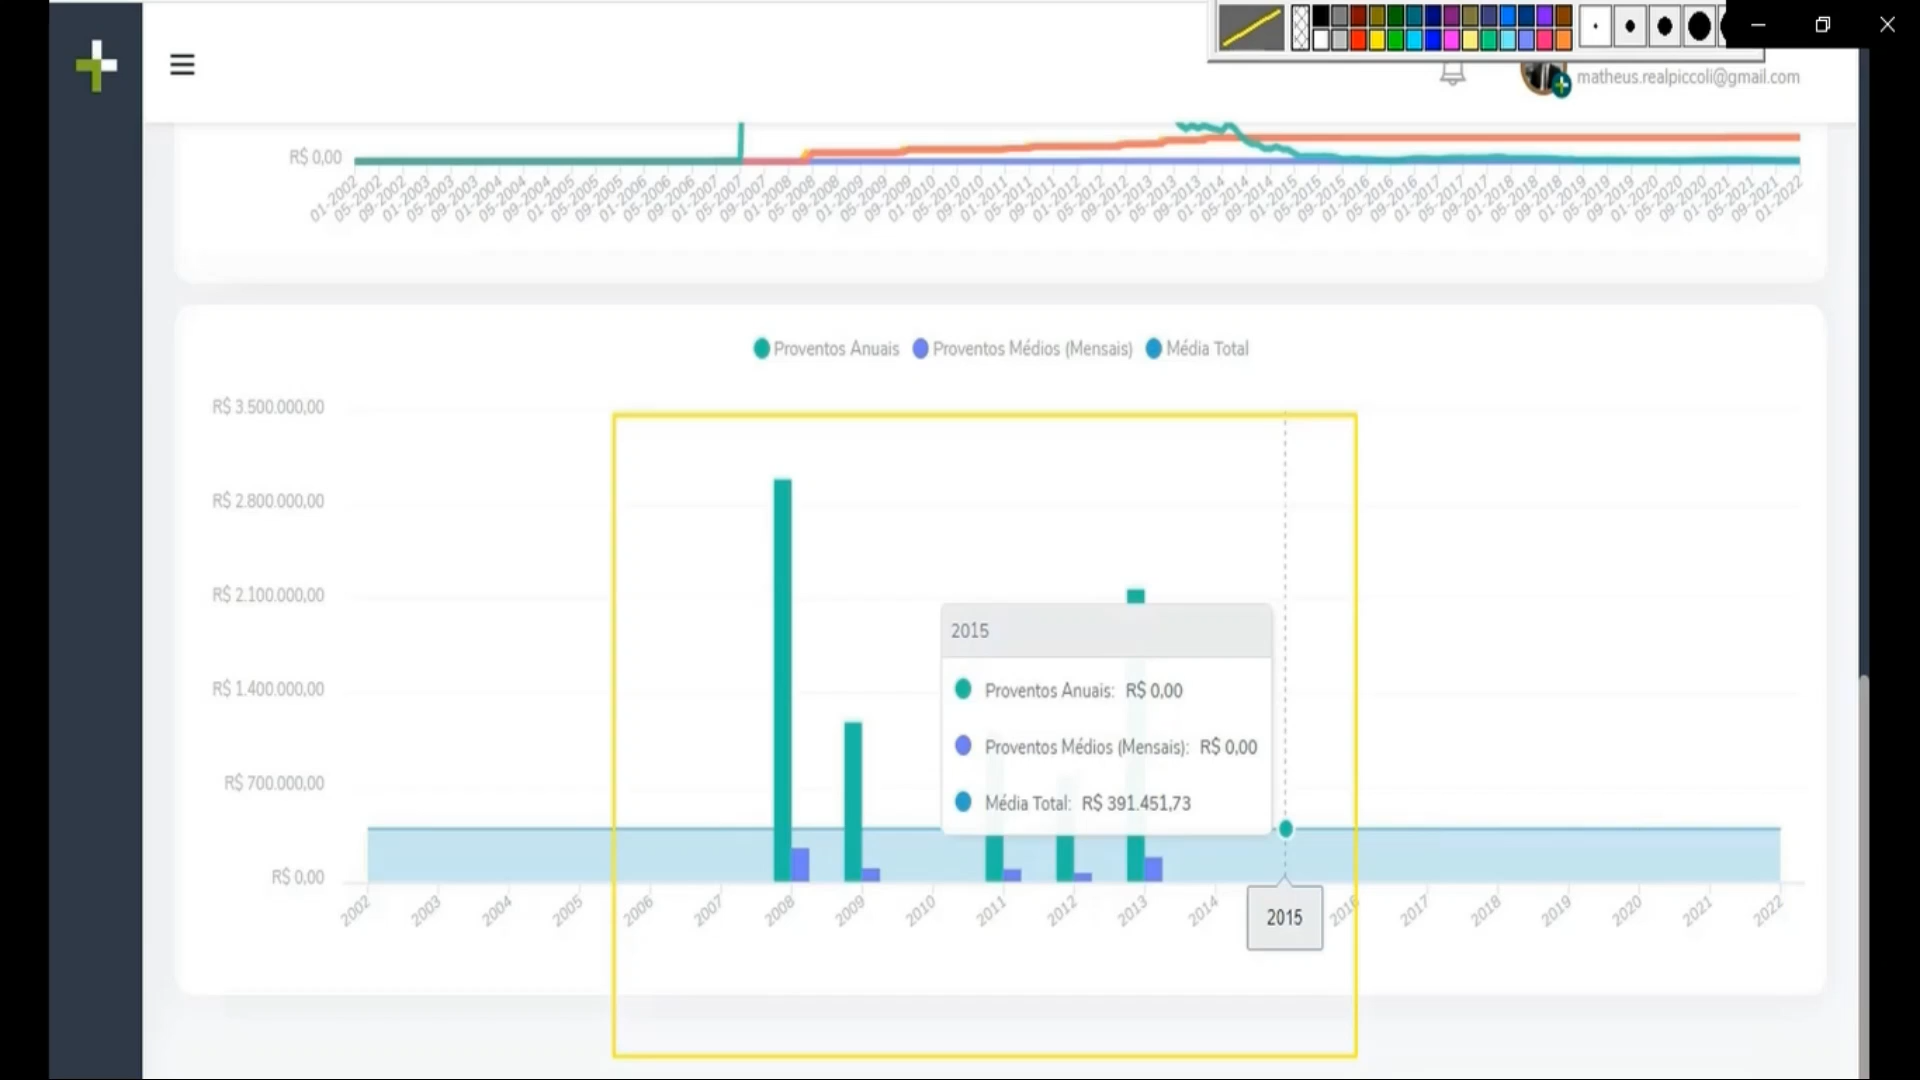 matheus.realpiccoli@gmail.com
R$ 0,00
01-2002 05-2002 09-2002 01-2003 05-2003 09-2003 01-2004 05-2004 09-2004 01-2005 05-2005 09-2005 01-2006 05-2006 09-2006 01-2007 05-2007 09-2007 01-2008 05-2008 09-2008 01-2009 05-2009 09-2009 01-2010 05-2010 09-2010 01-2011 05-2011 09-2011 01-2012 05-2012 09-2012 01-2013 05-2013 09-2013 01-2014 05-2014 09-2014 01-2015 05-2015 09-2015 01-2016 05-2016 09-2016 01-2017 05-2017 09-2017 01-2018 05-2018 09-2018 01-2019 05-2019 09-2019 01-2020 05-2020 09-2020 01-2021 05-2021 09-2021 01-2022
Proventos Anuais Proventos Médios (Mensais) Média Total
R$ 3.500.000,00
R$ 2.800.000,00
R$ 2.100.000,00
2015
R$ 1.400.000,00
Proventos Anuais: R$ 0,00
Proventos Médios (Mensais): R$ 0,00
R$ 700.000,00
Média Total: R$ 391.451,73
R$ 0,00
2002 2003 2004 2005 2006 2007 2008 2009 2010 2011 2012 2013 2014 2015 2016 2017 2018 2019 2020 2021 2022